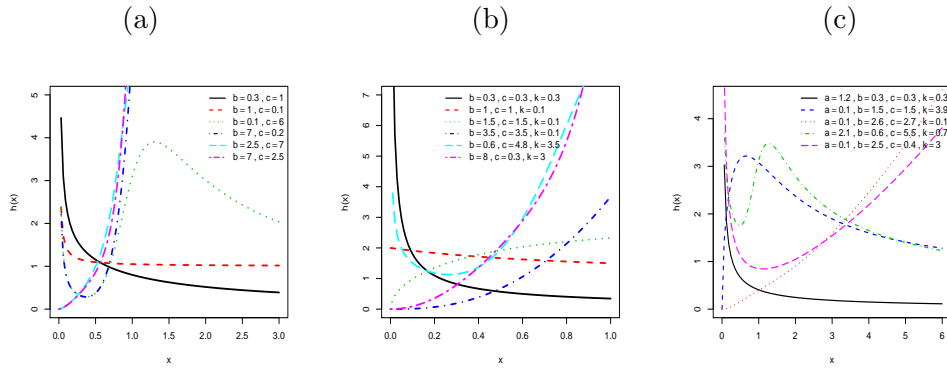 (a)
(b)
(c)
b = 0.3 , c = 1
b = 1 , c = 0.1
b = 0.1 , c = 6
b = 7 , c = 0.2
b = 2.5 , c = 7
b = 7 , c = 2.5
h(x)
0
1
2
3
4
5
0.0 0.5 1.0 1.5 2.0 2.5 3.0
x
b = 0.3 , c = 0.3 , k = 0.3
b = 1 , c = 1 , k = 0.1
b = 1.5 , c = 1.5 , k = 0.1
b = 3.5 , c = 3.5 , k = 0.1
b = 0.6 , c = 4.8 , k = 3.5
b = 8 , c = 0.3 , k = 3
h(x)
0
1
2
3
4
5
6
7
0.0 0.2 0.4 0.6 0.8 1.0
x
a = 1.2 , b = 0.3 , c = 0.3 , k = 0.3
a = 0.1 , b = 1.5 , c = 1.5 , k = 3.9
a = 0.1 , b = 2.6 , c = 2.7 , k = 0.1
a = 2.1 , b = 0.6 , c = 5.5 , k = 0.7
a = 0.1 , b = 2.5 , c = 0.4 , k = 3
h(x)
0
1
2
3
4
0 1 2 3 4 5 6
x